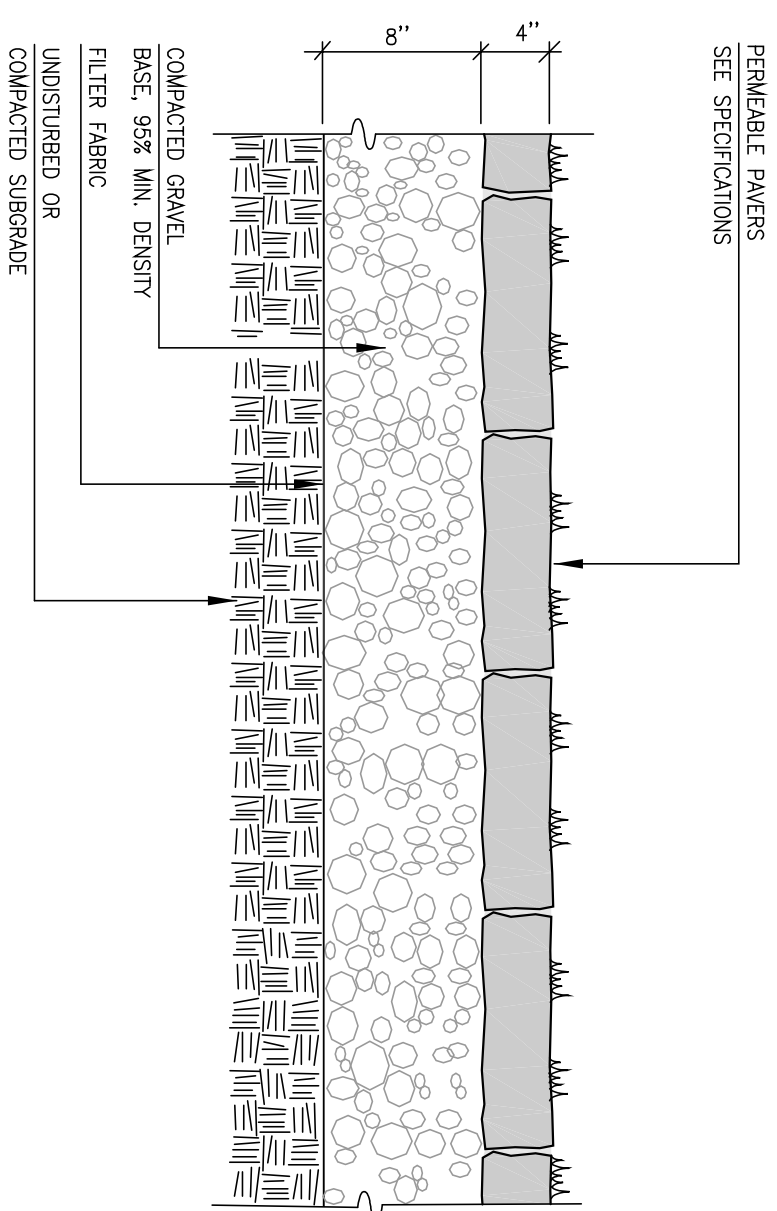 PERMEABLE PAVERS
SEE SPECIFICATIONS
4’’
8’’
COMPACTED GRAVEL
BASE, 95% MIN. DENSITY
FILTER FABRIC
UNDISTURBED OR
COMPACTED SUBGRADE